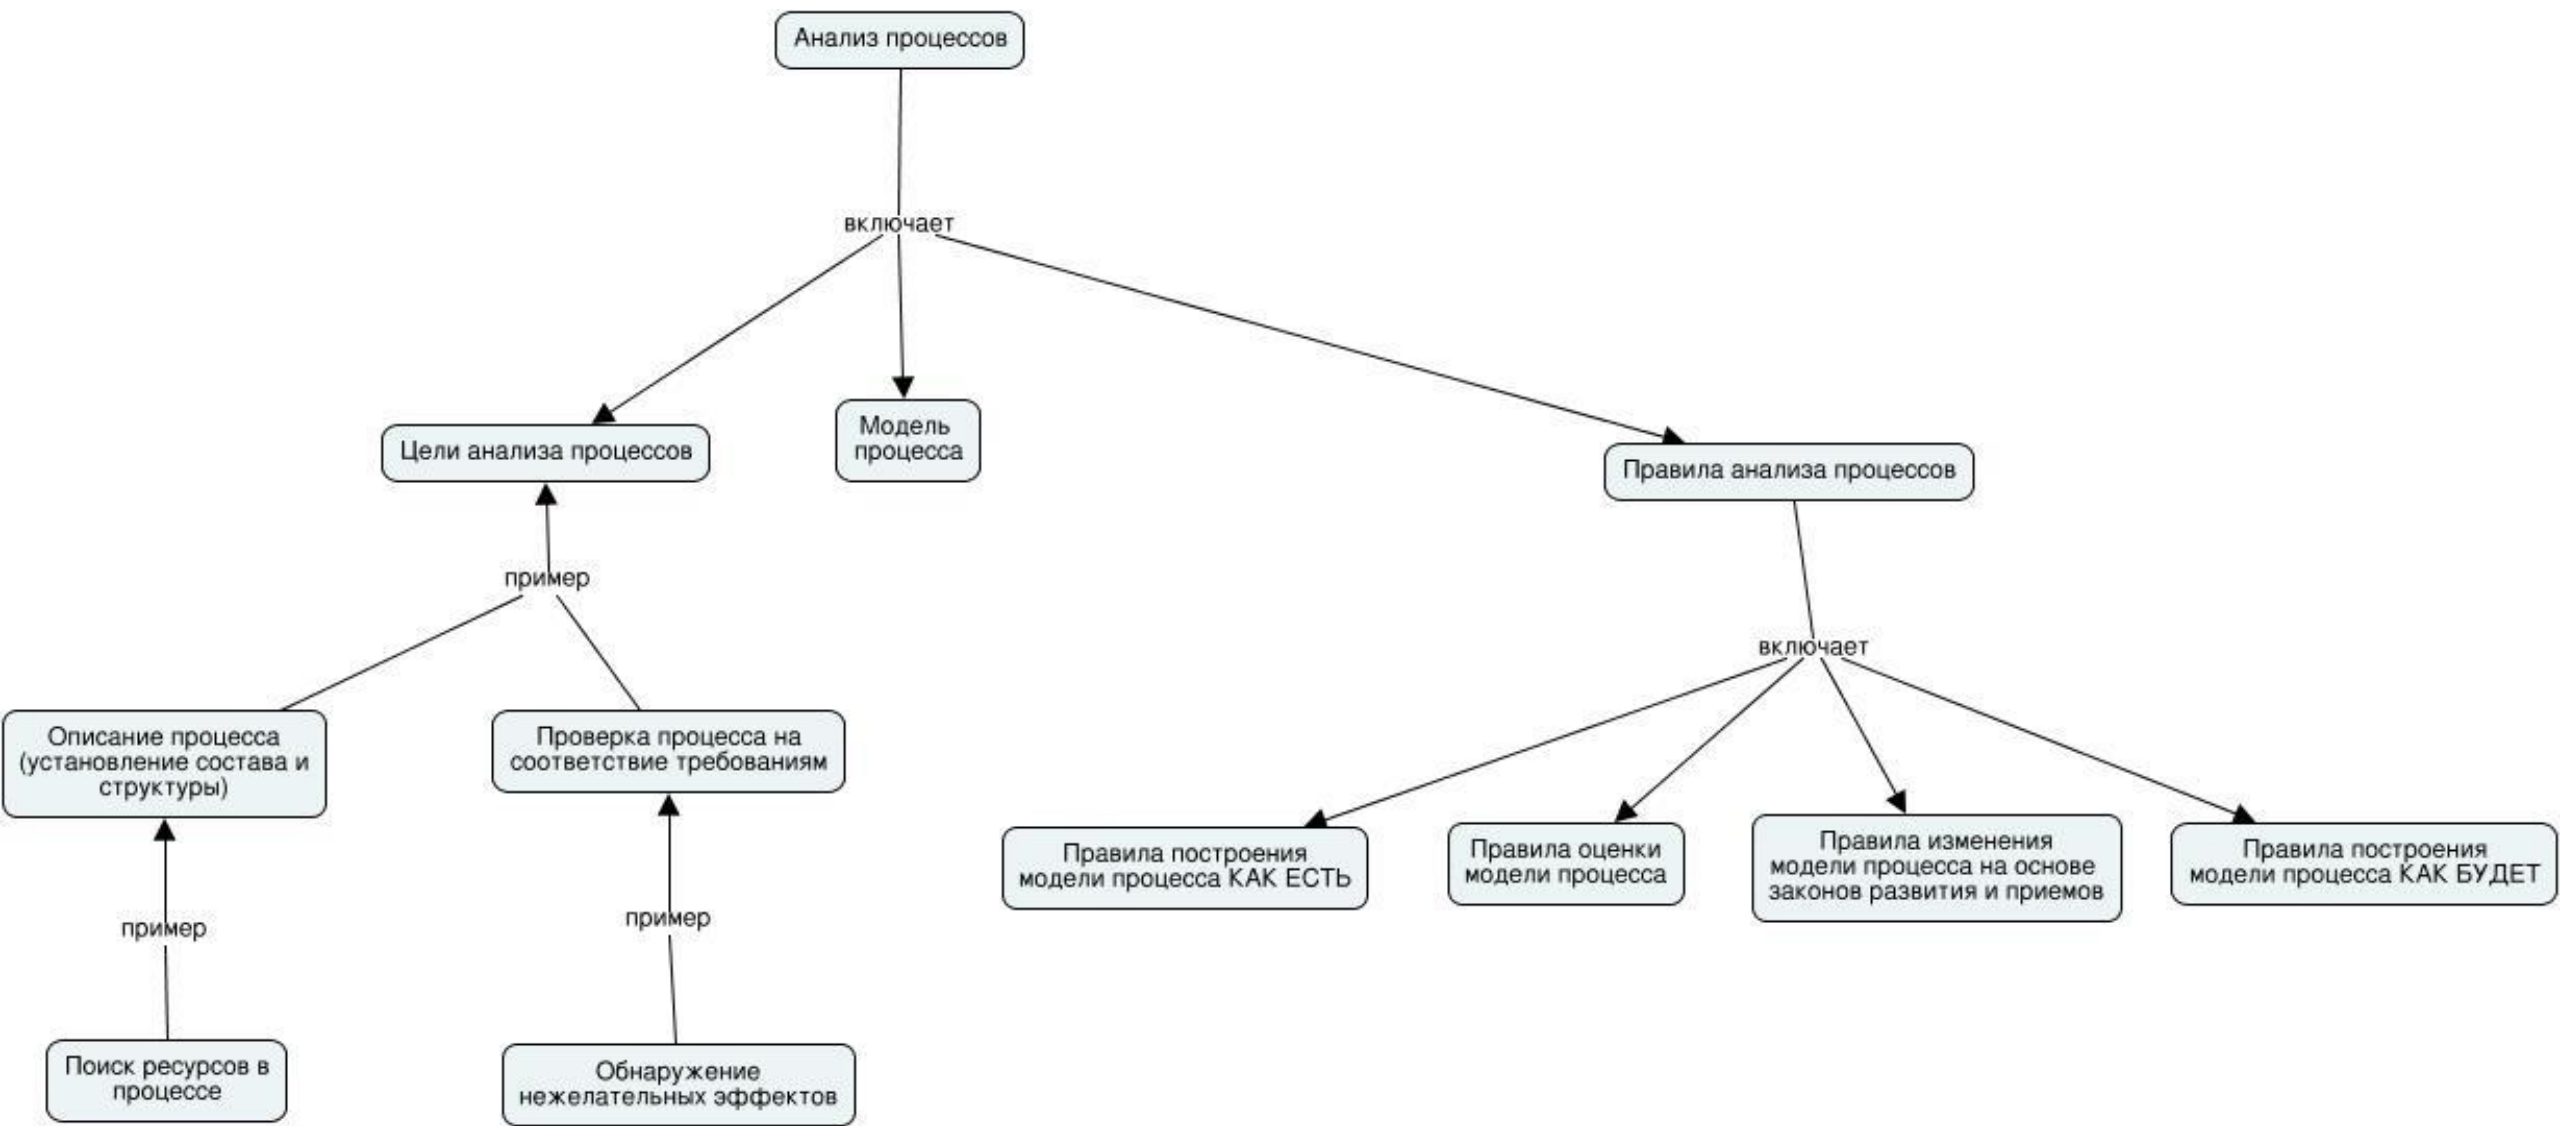 Анализ процессов
включает
Цели анализа процессов
Модель
процесса
Правила анализа процессов
пример
включает
Описание процесса
(установление состава и
структуры)
Проверка процесса на
соответствие требованиям
Правила построения
модели процесса КАК ЕСТЬ
Правила оценки
модели процесса
Правила изменения
модели процесса на основе
законов развития и приемов
Правила построения
модели процесса КАК БУДЕТ
пример
пример
Поиск ресурсов в
процессе
Обнаружение
нежелательных эффектов